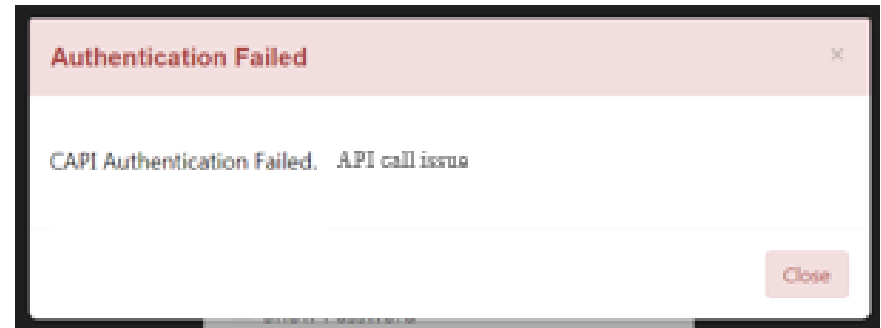 Authentication Failed
×
CAPI Authentication Failed. API call issue
Close